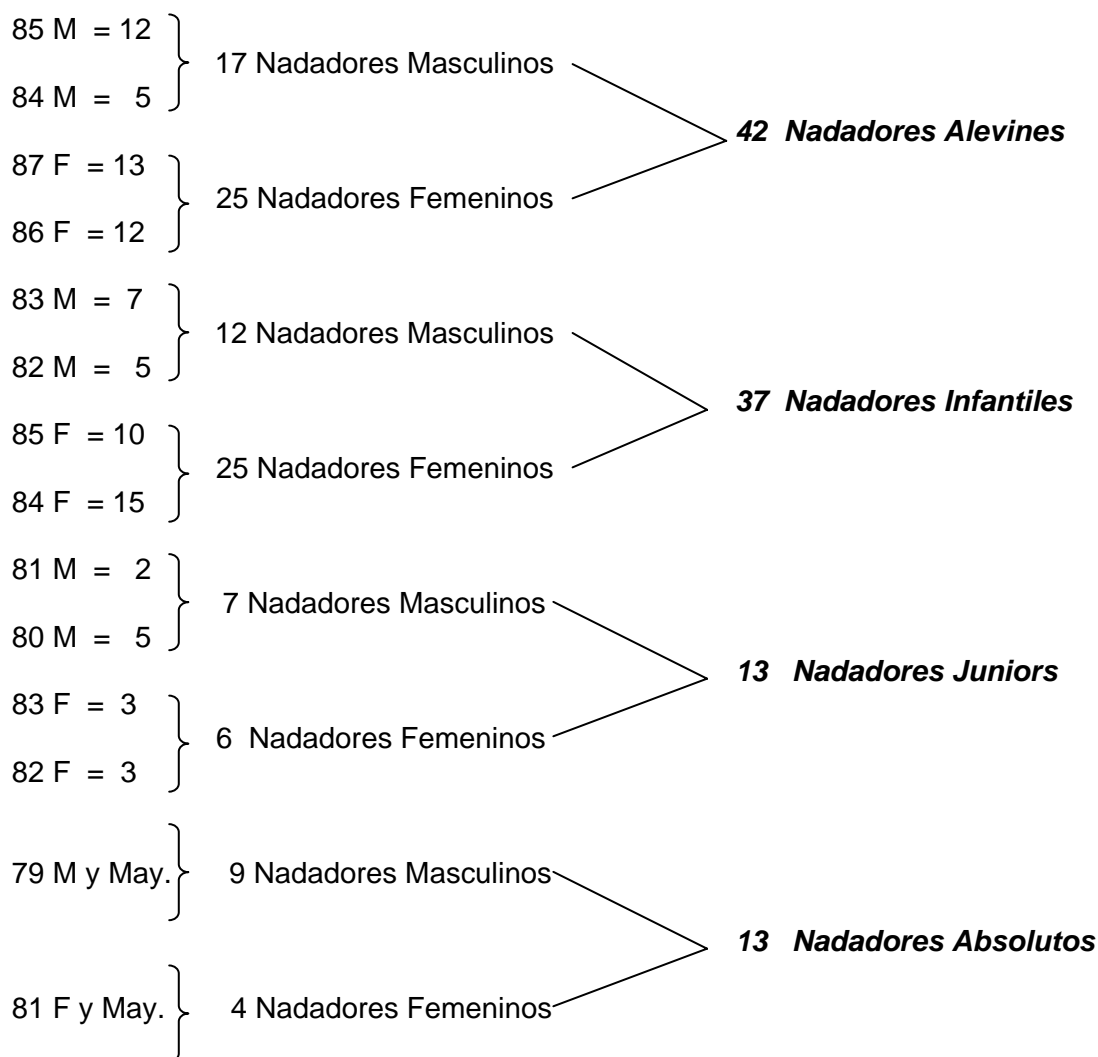 85 M = 12
17 Nadadores Masculinos
84 M = 5
42 Nadadores Alevines
87 F = 13
25 Nadadores Femeninos
86 F = 12
83 M = 7
12 Nadadores Masculinos
82 M = 5
37 Nadadores Infantiles
85 F = 10
25 Nadadores Femeninos
84 F = 15
81 M = 2
7 Nadadores Masculinos
80 M = 5
13 Nadadores Juniors
83 F = 3
6 Nadadores Femeninos
82 F = 3
79 M y May. 9 Nadadores Masculinos
13 Nadadores Absolutos
81 F y May. 4 Nadadores Femeninos